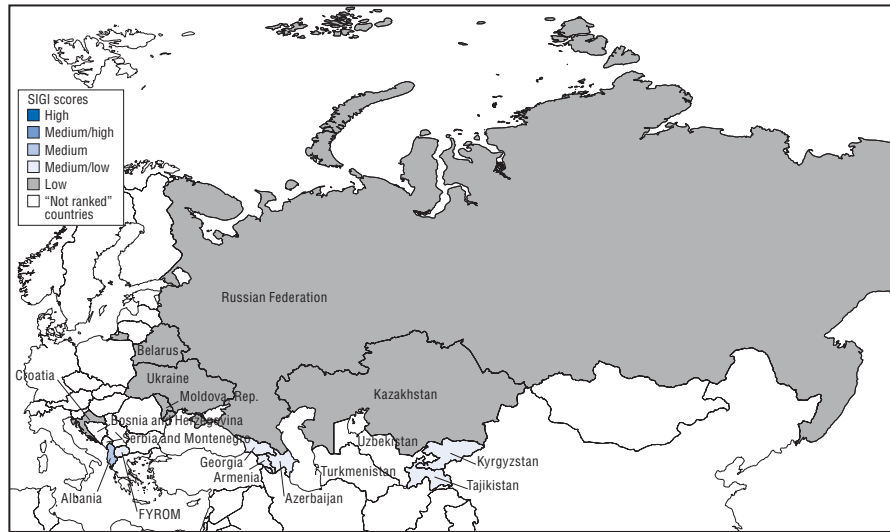 SIGI scores
High
Medium/high
Medium
Medium/low
Low
“Not ranked”
countries
Russian Federation
Belarus
Ukraine
Croatia
Moldova, Rep.
Kazakhstan
Bosnia and Herzegovina
Serbia and Montenegro
Uzbekistan
Georgia
Kyrgyzstan
Armenia
Turkmenistan
Tajikistan
Albania
Azerbaijan
FYROM